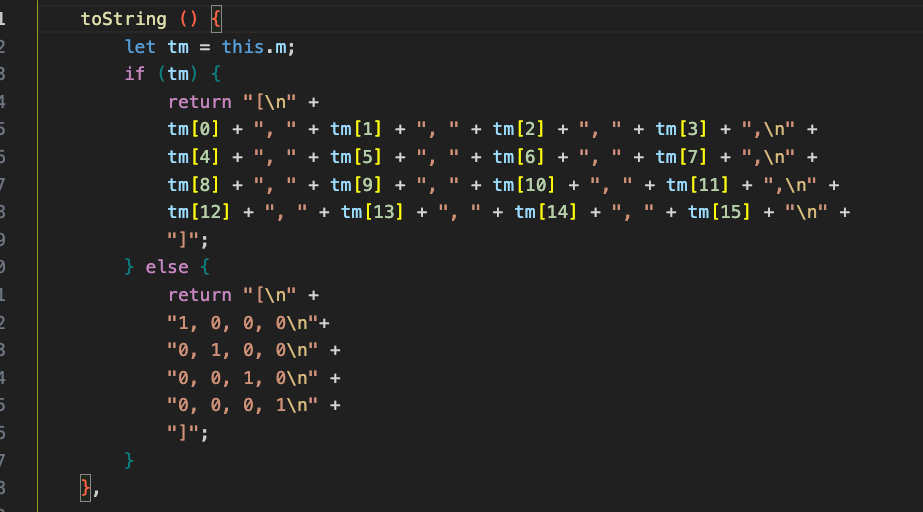 1 toString () {
2 let tm = this.m;
3 if (tm) {
4 return "[\n" +
5 tm[0] + ", " + tm[1] + ", " + tm[2] + ", " + tm[3] + ",\n" +
6 tm[4] + ", " + tm[5] + ", " + tm[6] + ", " + tm[7] + ",\n" +
7 tm[8] + ", " + tm[9] + ", " + tm[10] + ", " + tm[11] + ",\n" +
8 tm[12] + ", " + tm[13] + ", " + tm[14] + ", " + tm[15] + "\n" +
9 "]";
0 } else {
1 return "[\n" +
2 "1, 0, 0, 0\n"+
3 "0, 1, 0, 0\n" +
4 "0, 0, 1, 0\n" +
5 "0, 0, 0, 1\n" +
6 "]";
7 }
8 },